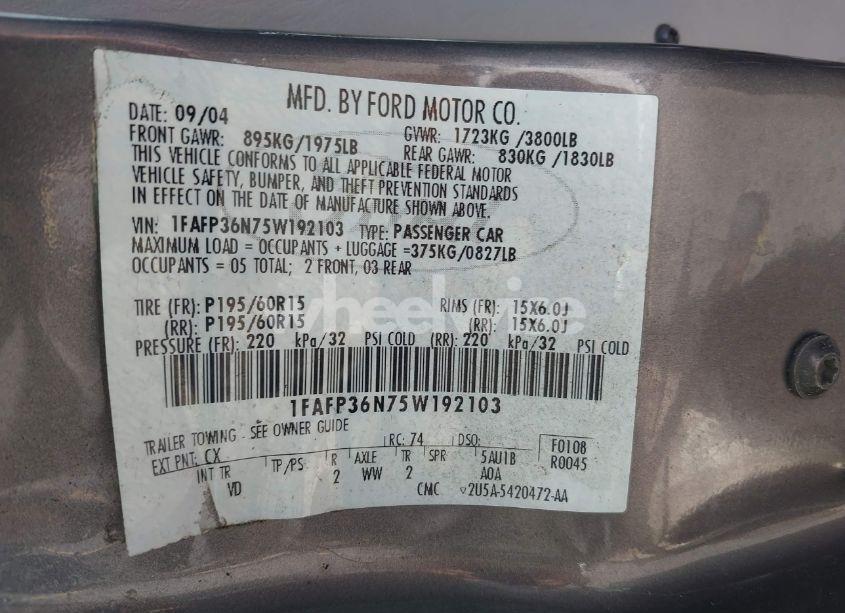 MFD. BY FORD MOTOR CO.
DATE: 09/04
FRONT GAWR: 895KG/1975LB
GVWR: 1723KG /3800LB
REAR GAWR: 830KG /1830LB
THIS VEHICLE CONFORMS TO ALL APPLICABLE FEDERAL MOTOR
VEHICLE SAFETY, BUMPER, AND THEFT PREVENTION STANDARDS
IN EFFECT ON THE DATE OF MANUFACTURE SHOWN ABOVE.
VIN: 1FAFP36N75W192103 TYPE: PASSENGER CAR
MAXIMUM LOAD = OCCUPANTS + LUGGAGE =375KG/0827LB
OCCUPANTS = 05 TOTAL; 2 FRONT, 03 REAR
wheelwire
TIRE (FR): P195/60R15 RIMS (FR): 15X6.0J
(RR): P195/60R15 (RR): 15X6.0J
PRESSURE (FR): 220 kPa/32 PSI COLD (RR): 220 kPa/32 PSI COLD
1FAFP36N75W192103
TRAILER TOWING - SEE OWNER GUIDE
EXT PNT: CX RC: 74 DSO: F0108
INT TR TP/PS R AXLE TR SPR 5AU1B R0045
VD 2 WW 2 A0A
CMC v2U5A-5420472-AA